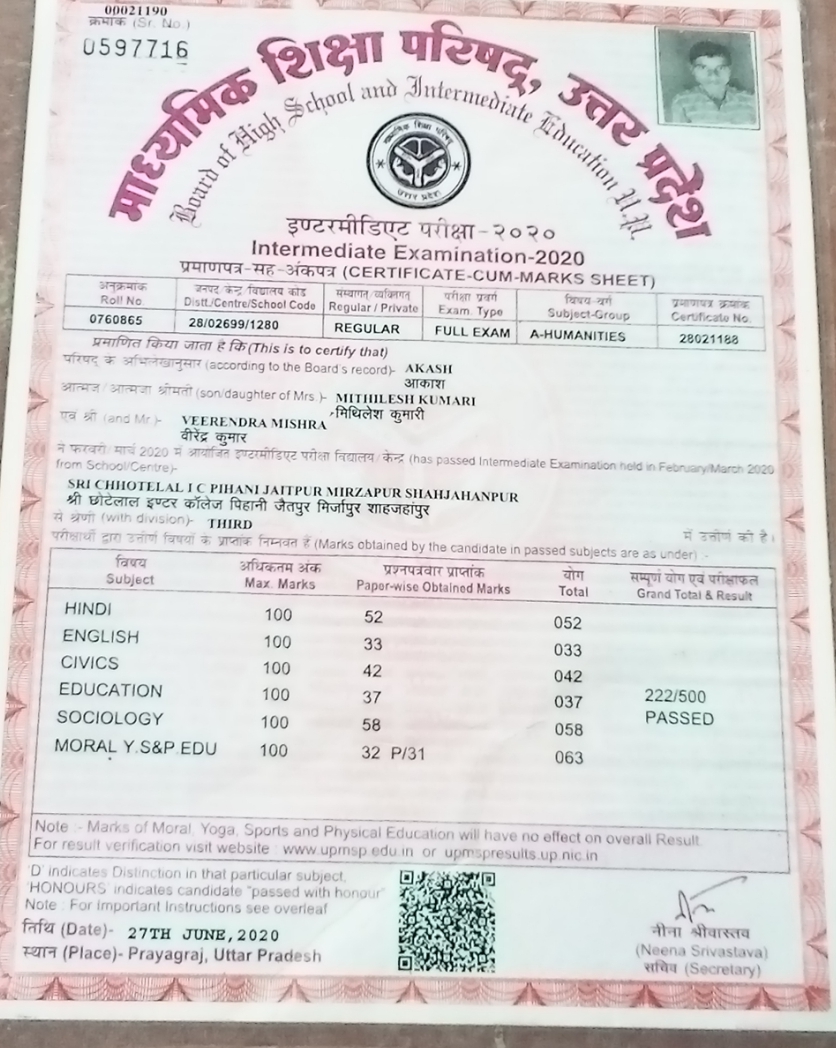 00021190
क्रमांक (Sr. No.)
0597716
माध्यमिक शिक्षा परिषद्, उत्तर प्रदेश
Board of High School and Intermediate Education U.P.
माध्यमिक शिक्षा परिषद्
उत्तर प्रदेश
इण्टरमीडिएट परीक्षा-२०२०
Intermediate Examination-2020
प्रमाणपत्र-सह-अंकपत्र (CERTIFICATE-CUM-MARKS SHEET)
अनुक्रमांक जनपद/केन्द्र/विद्यालय कोड संस्थागत/व्यक्तिगत परीक्षा प्रवर्ग विषय-वर्ग प्रमाणपत्र क्रमांक
Roll No. Distt./Centre/School Code Regular / Private Exam. Type Subject-Group Certificate No.
0760865 28/02699/1280 REGULAR FULL EXAM A-HUMANITIES 28021188
प्रमाणित किया जाता है कि (This is to certify that)
परिषद के अभिलेखानुसार (according to the Board's record)- AKASH
आकाश
आत्मज/आत्मजा श्रीमती (son/daughter of Mrs.)- MITHILESH KUMARI
मिथिलेश कुमारी
एवं श्री (and Mr.)- VEERENDRA MISHRA
वीरेंद्र कुमार
ने फरवरी/मार्च 2020 में आयोजित इण्टरमीडिएट परीक्षा विद्यालय/केन्द्र (has passed Intermediate Examination held in February/March 2020
from School/Centre)-
SRI CHHOTELAL I C PIHANI JAITPUR MIRZAPUR SHAHJAHANPUR
श्री छोटेलाल इण्टर कॉलेज पिहानी जैतपुर मिर्जापुर शाहजहांपुर
से श्रेणी (with division)- THIRD में उत्तीर्ण की है।
परीक्षार्थी द्वारा उत्तीर्ण विषयों के प्राप्तांक निम्नवत हैं (Marks obtained by the candidate in passed subjects are as under) :-
विषय अधिकतम अंक प्रश्नपत्रवार प्राप्तांक योग सम्पूर्ण योग एवं परीक्षाफल
Subject Max. Marks Paper-wise Obtained Marks Total Grand Total & Result
HINDI 100 52 052
ENGLISH 100 33 033
CIVICS 100 42 042
EDUCATION 100 37 037 222/500
SOCIOLOGY 100 58 058 PASSED
MORAL Y.S&P.EDU 100 32 P/31 063
Note :- Marks of Moral, Yoga, Sports and Physical Education will have no effect on overall Result.
For result verification visit website : www.upmsp.edu.in or upmspresults.up.nic.in
'D' indicates Distinction in that particular subject.
'HONOURS' indicates candidate "passed with honour"
Note : For Important Instructions see overleaf
तिथि (Date)- 27TH JUNE,2020
स्थान (Place)- Prayagraj, Uttar Pradesh
नीना श्रीवास्तव
(Neena Srivastava)
सचिव (Secretary)